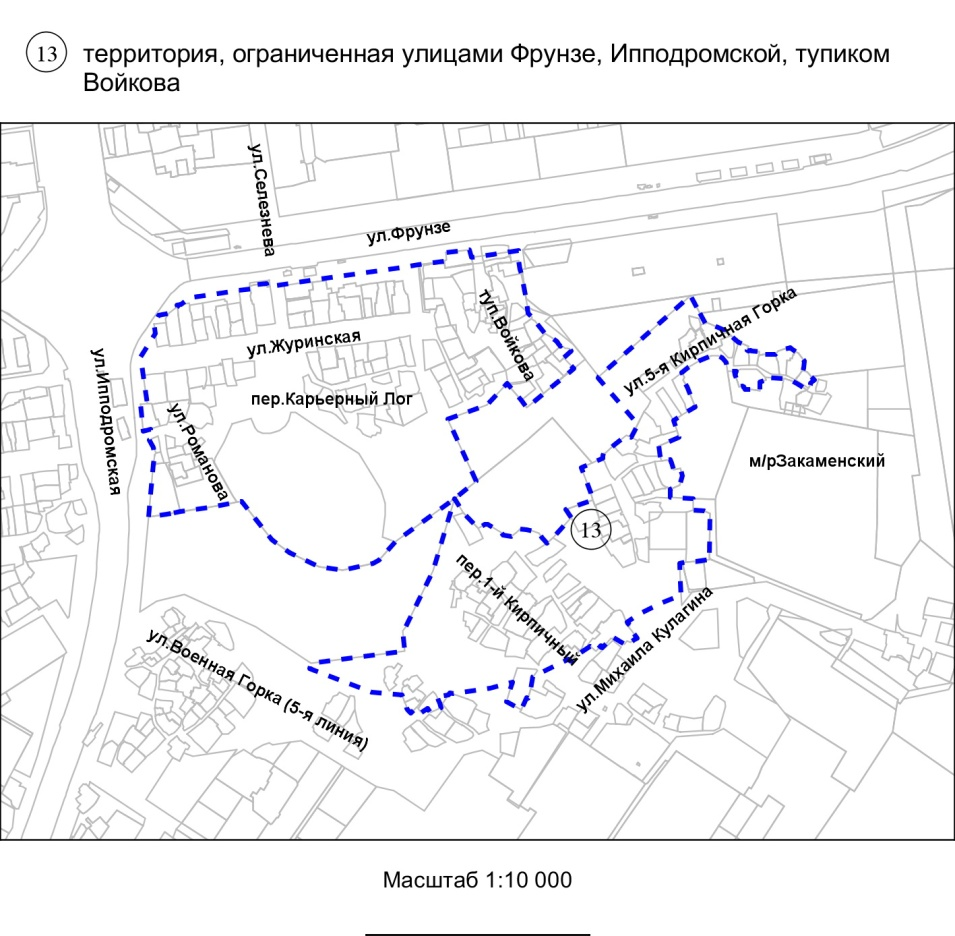 13 территория, ограниченная улицами Фрунзе, Ипподромской, тупиком
Войкова
ул.Селезнева
ул.Фрунзе
туп.Войкова
ул.5-я Кирпичная Горка
ул.Журинская
ул.Ипподромская
пер.Карьерный Лог
ул.Романова
м/рЗакаменский
13
пер.1-й Кирпичный
ул.Михаила Кулагина
ул.Военная Горка (5-я линия)
Масштаб 1:10 000